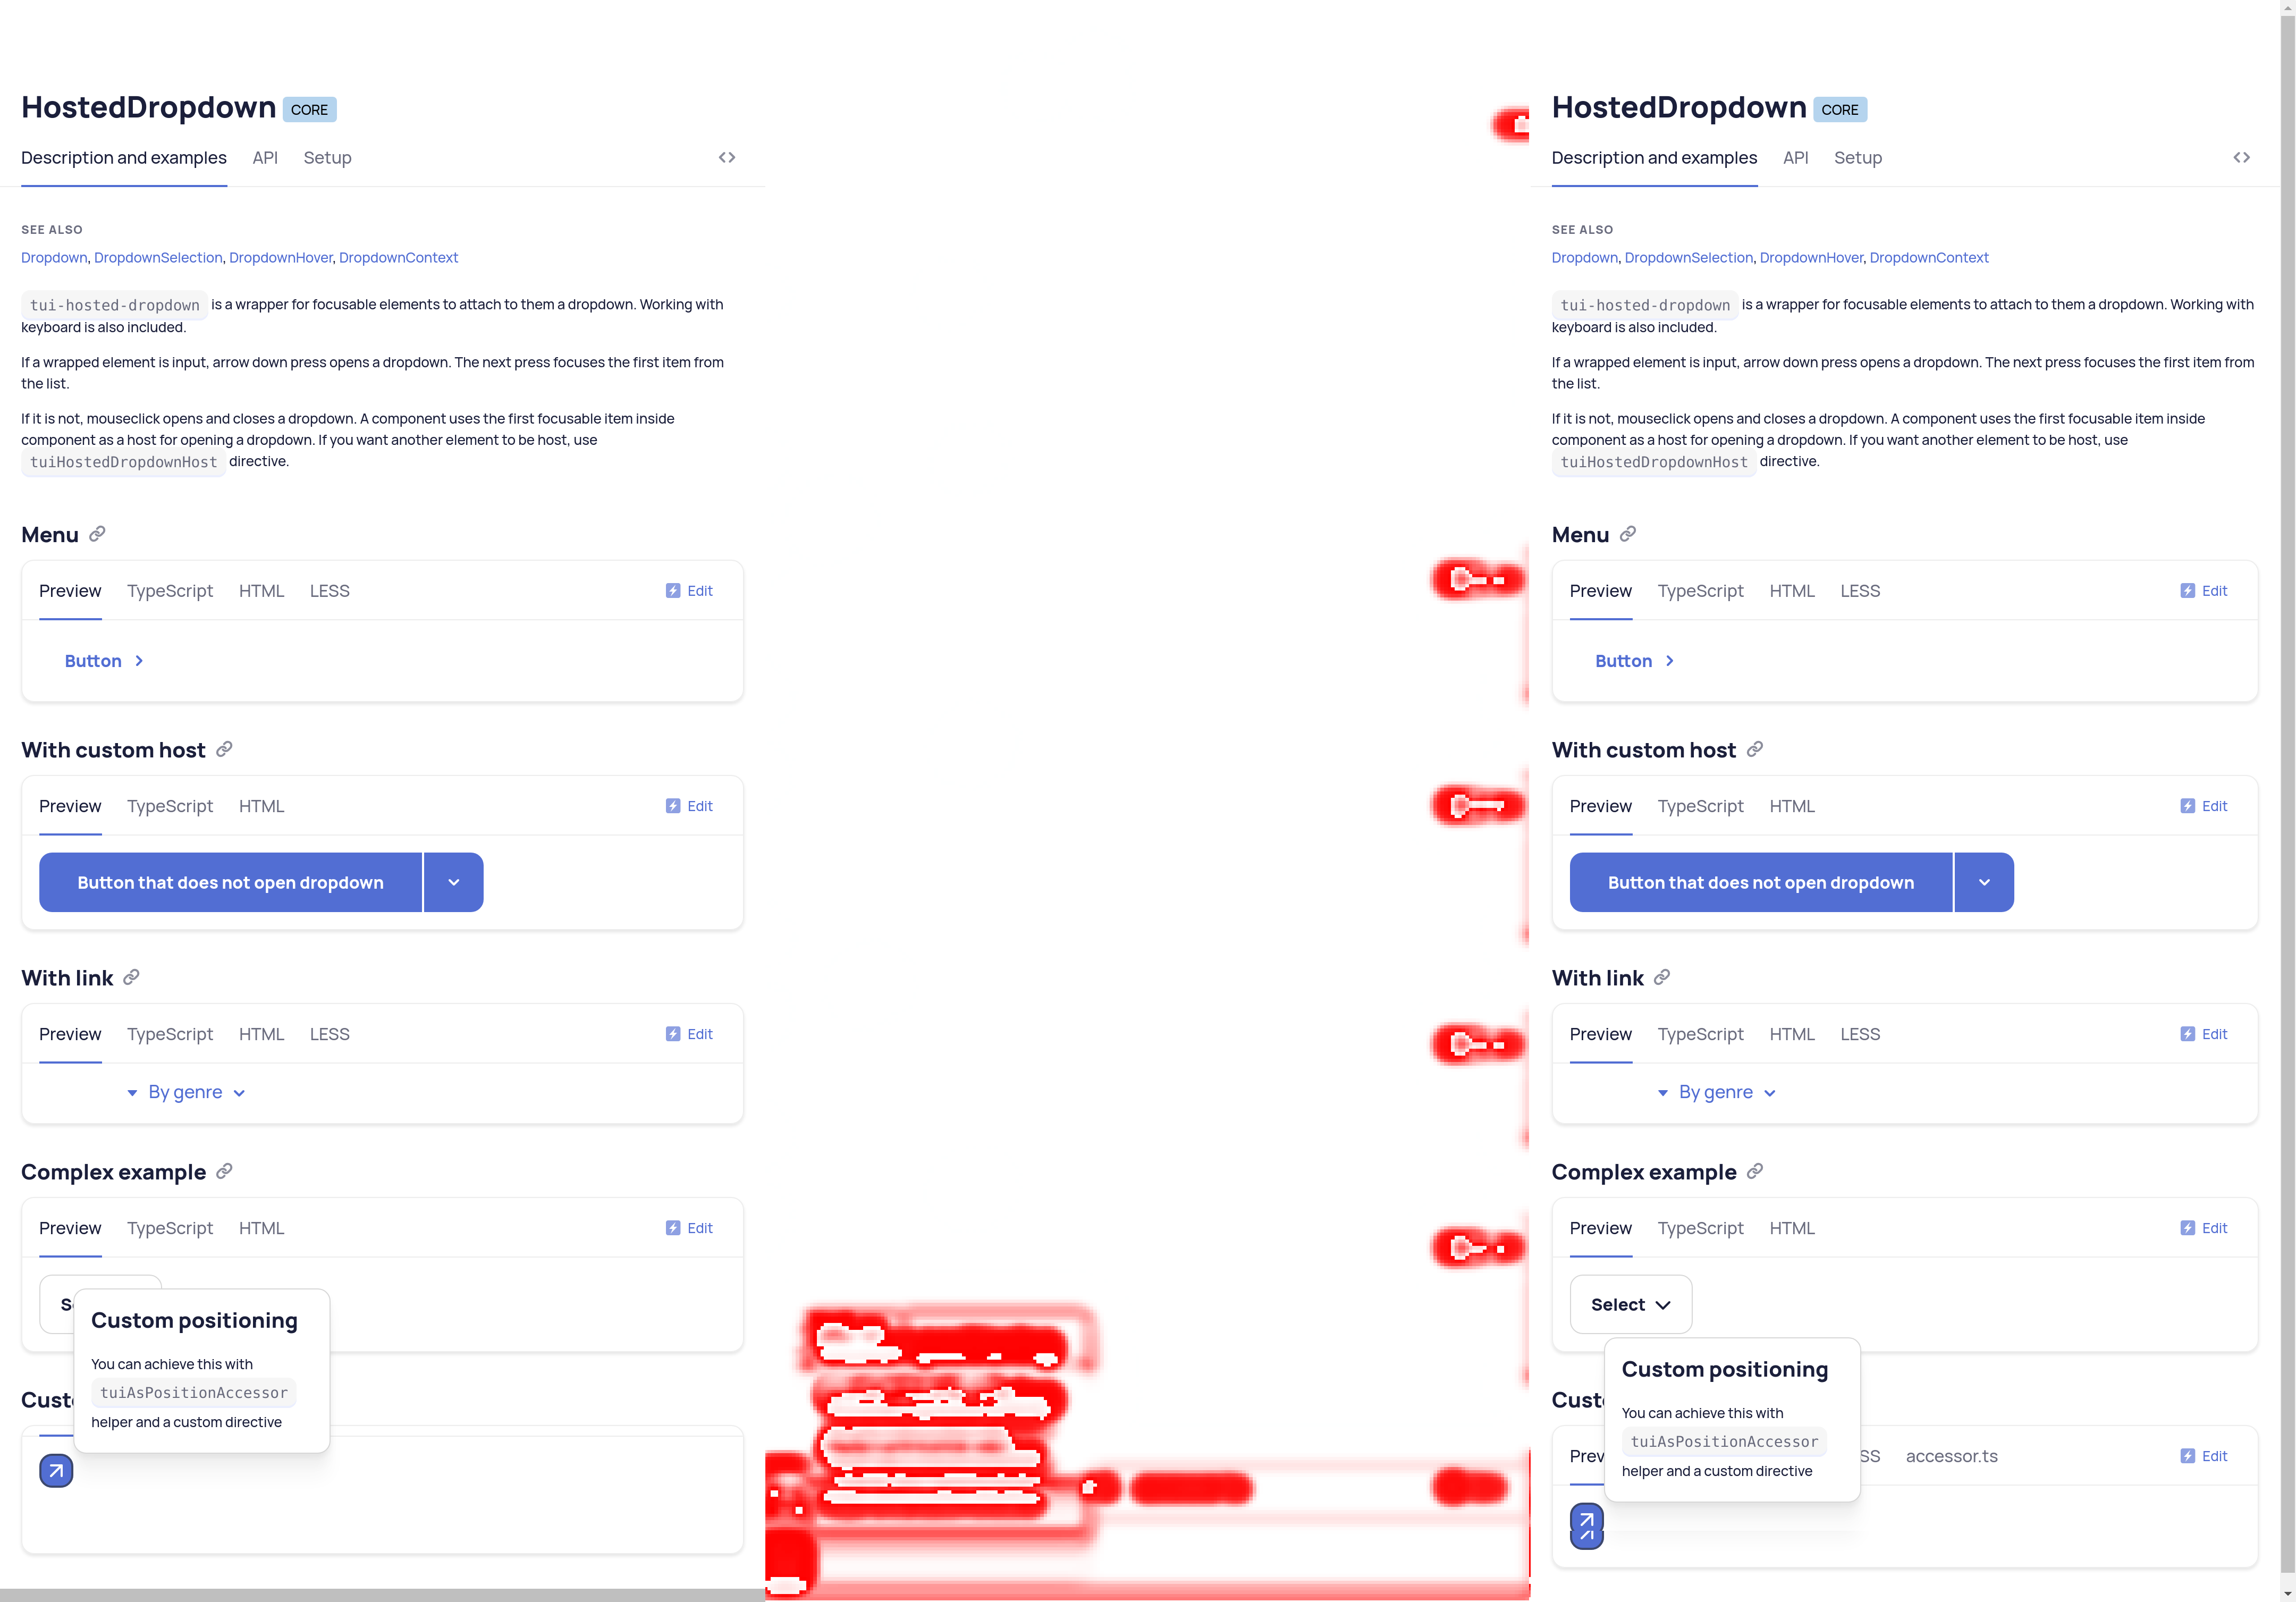 HostedDropdown CORE
Description and examples API Setup
SEE ALSO
Dropdown, DropdownSelection, DropdownHover, DropdownContext
tui-hosted-dropdown is a wrapper for focusable elements to attach to them a dropdown. Working with
keyboard is also included.
If a wrapped element is input, arrow down press opens a dropdown. The next press focuses the first item from
the list.
If it is not, mouseclick opens and closes a dropdown. A component uses the first focusable item inside
component as a host for opening a dropdown. If you want another element to be host, use
tuiHostedDropdownHost directive.
Menu
Preview TypeScript HTML LESS Edit
Button
With custom host
Preview TypeScript HTML Edit
Button that does not open dropdown
With link
Preview TypeScript HTML LESS Edit
By genre
Complex example
Preview TypeScript HTML Edit
Custom positioning
You can achieve this with
tuiAsPositionAccessor
helper and a custom directive
HostedDropdown CORE
Description and examples API Setup
SEE ALSO
Dropdown, DropdownSelection, DropdownHover, DropdownContext
tui-hosted-dropdown is a wrapper for focusable elements to attach to them a dropdown. Working with
keyboard is also included.
If a wrapped element is input, arrow down press opens a dropdown. The next press focuses the first item from
the list.
If it is not, mouseclick opens and closes a dropdown. A component uses the first focusable item inside
component as a host for opening a dropdown. If you want another element to be host, use
tuiHostedDropdownHost directive.
Menu
Preview TypeScript HTML LESS Edit
Button
With custom host
Preview TypeScript HTML Edit
Button that does not open dropdown
With link
Preview TypeScript HTML LESS Edit
By genre
Complex example
Preview TypeScript HTML Edit
Select
Custom positioning
You can achieve this with
tuiAsPositionAccessor
helper and a custom directive
accessor.ts Edit